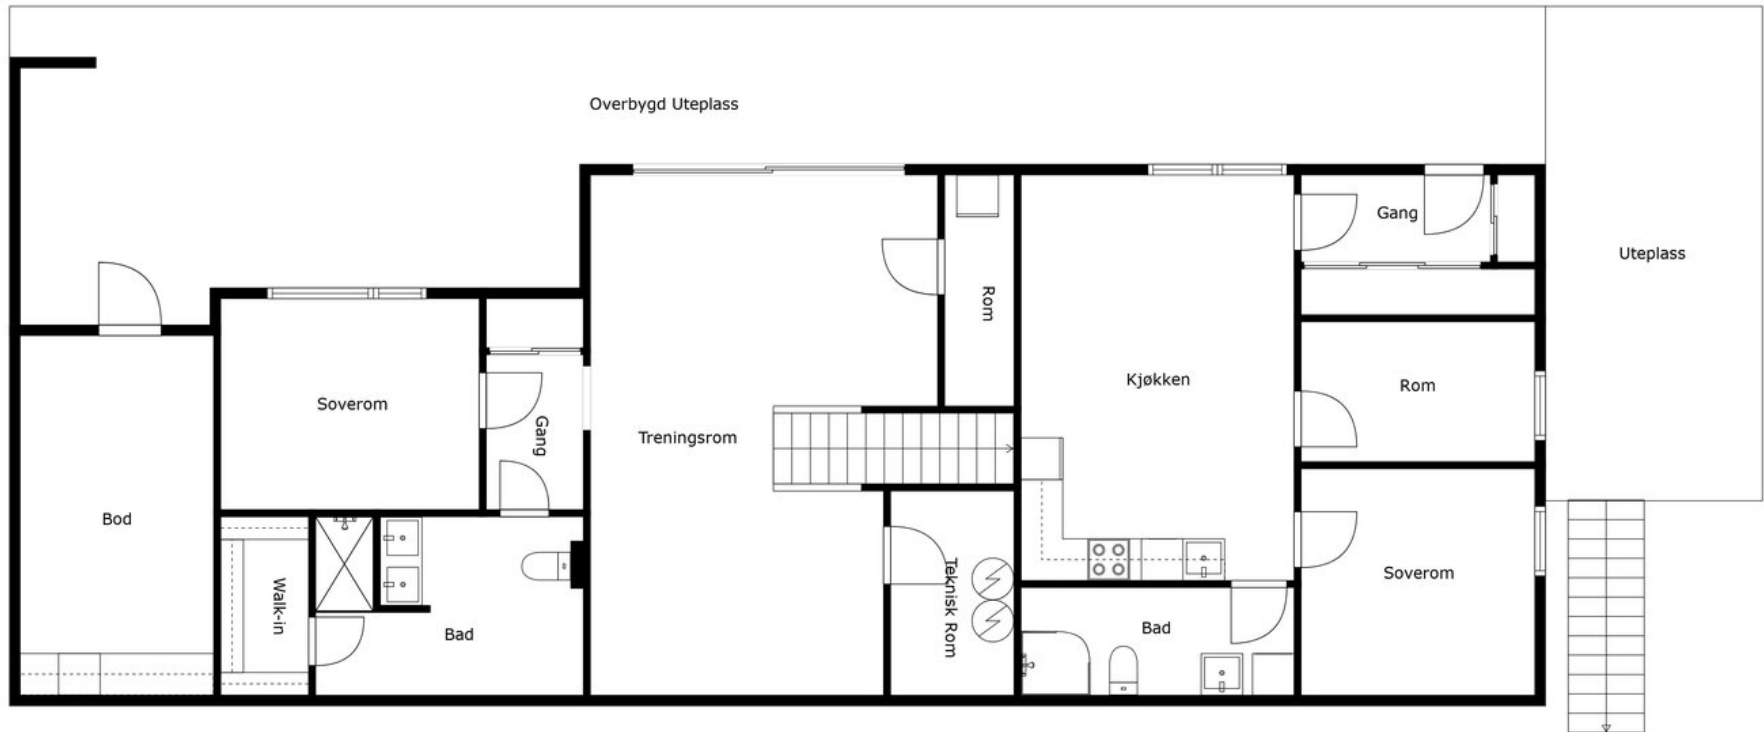 Overbygd Uteplass
Gang
Uteplass
Rom
Kjøkken
Rom
Soverom
Gang
Treningsrom
Bod
Soverom
Walk-in
Bad
Teknisk Rom
Bad